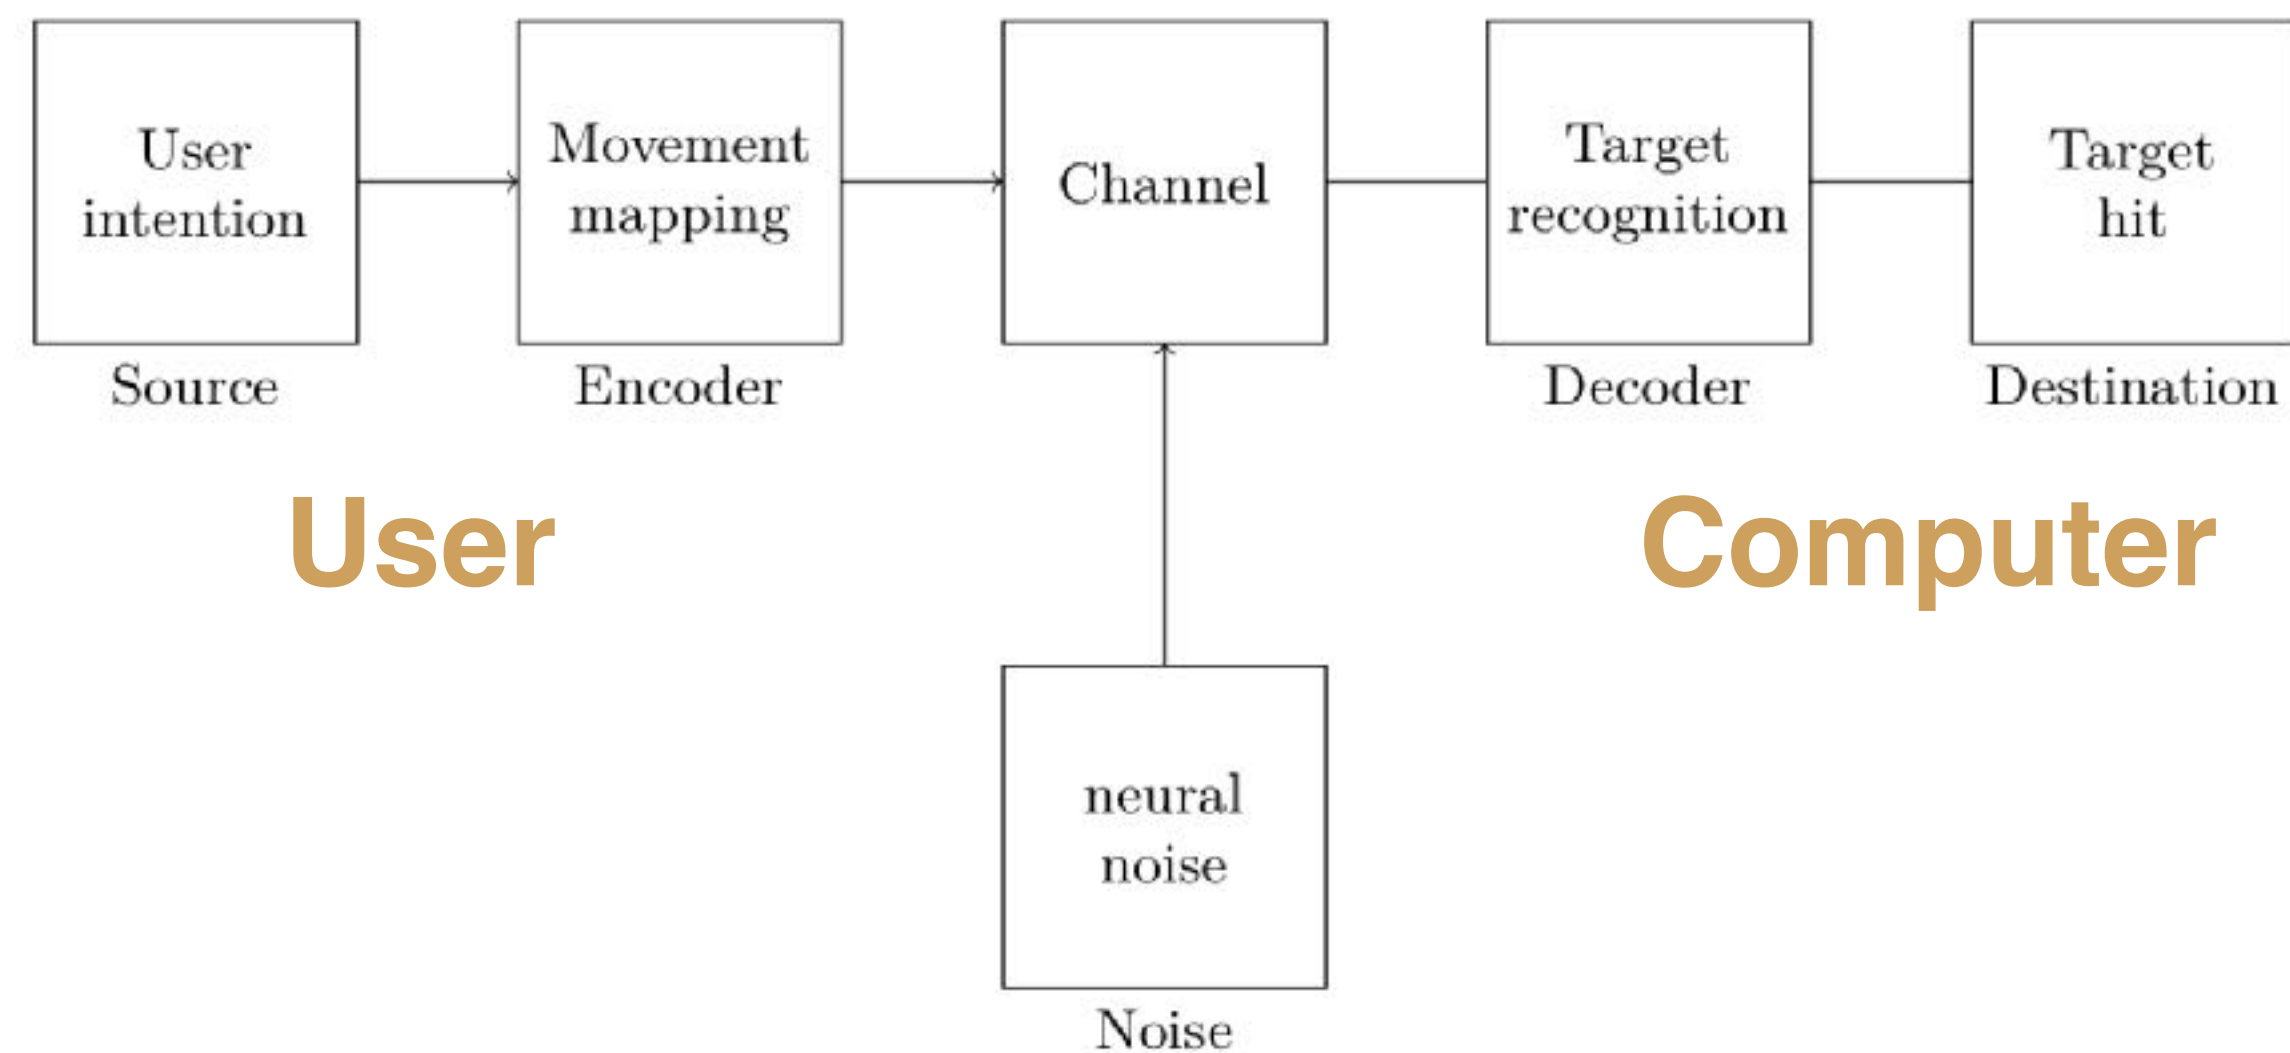 User
intention
Movement
mapping
Channel
Target
recognition
Target
hit
Source
Encoder
Decoder
Destination
User
Computer
neural
noise
Noise